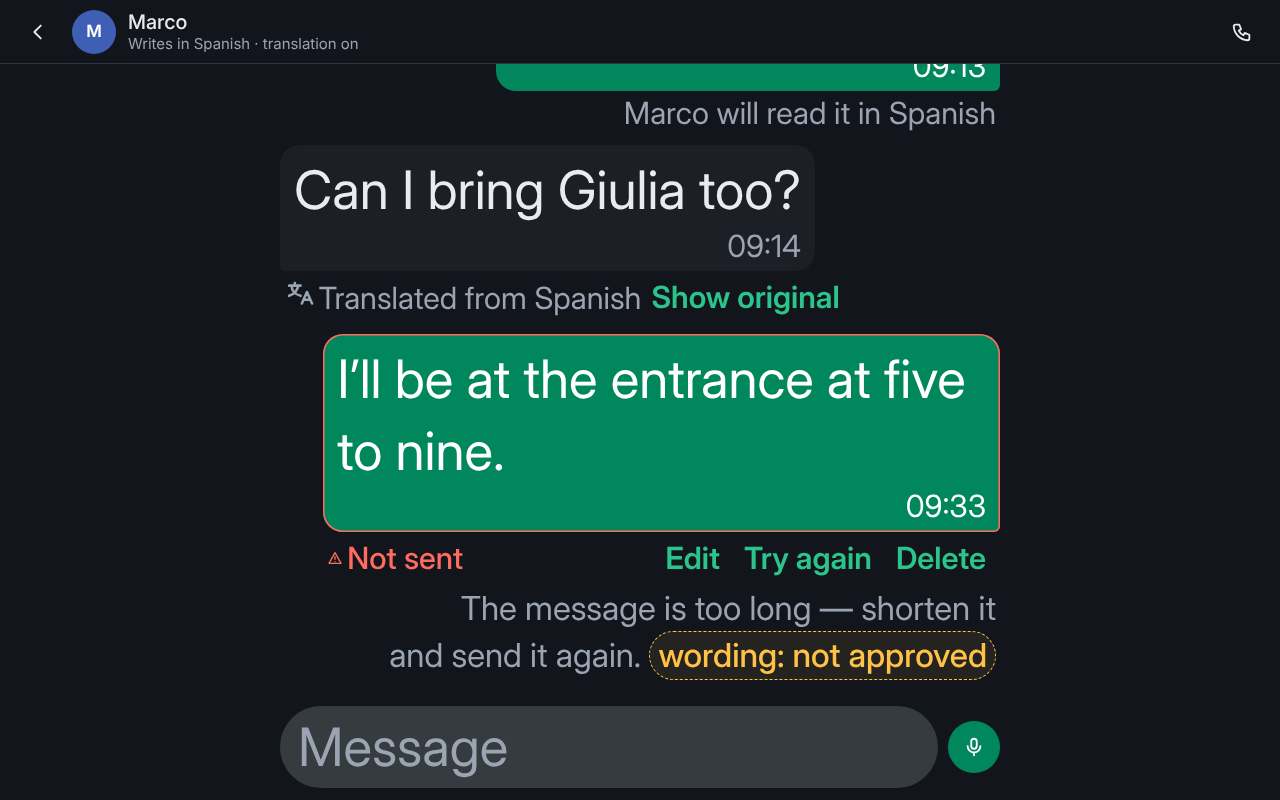 M
Marco
Writes in Spanish · translation on
09:13
Marco will read it in Spanish
Can I bring Giulia too?
09:14
Translated from Spanish Show original
I’ll be at the entrance at five
to nine.
09:33
Not sent Edit Try again Delete
The message is too long — shorten it
and send it again. wording: not approved
Message